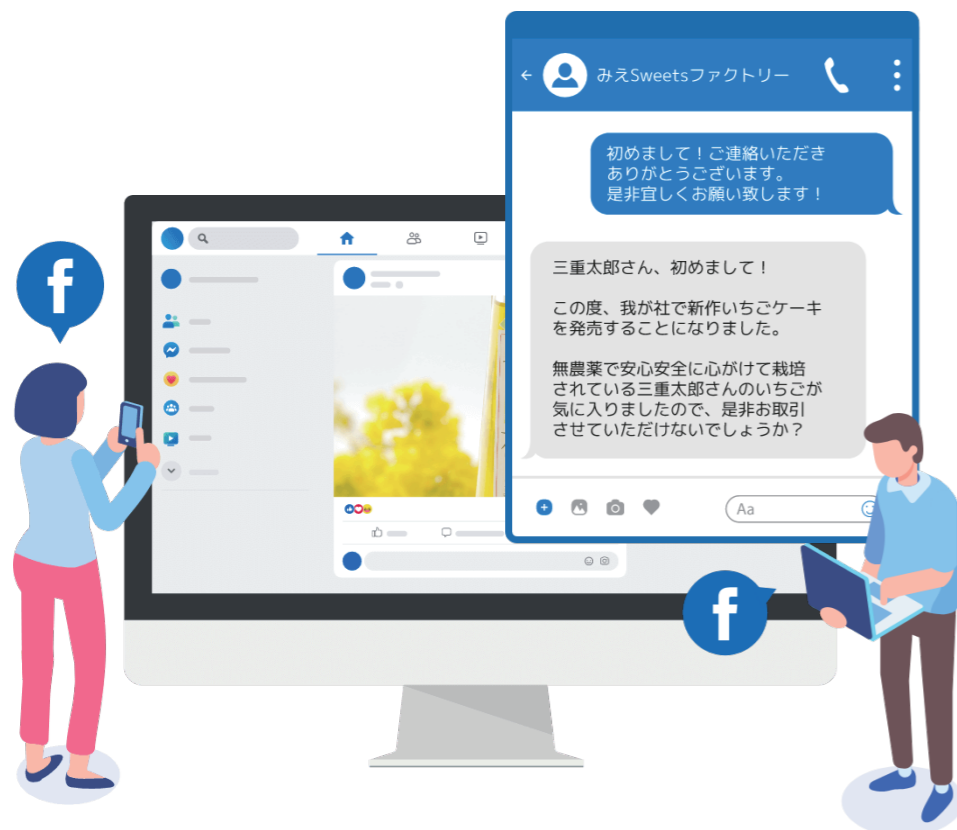 みえSweetsファクトリー
初めまして！ご連絡いただき
ありがとうございます。
是非宜しくお願い致します！
三重太郎さん、初めまして！
この度、我が社で新作いちごケーキ
を発売することになりました。
無農薬で安心安全に心がけて栽培
されている三重太郎さんのいちごが
気に入りましたので、是非お取引
させていただけないでしょうか？
Aa
f
f